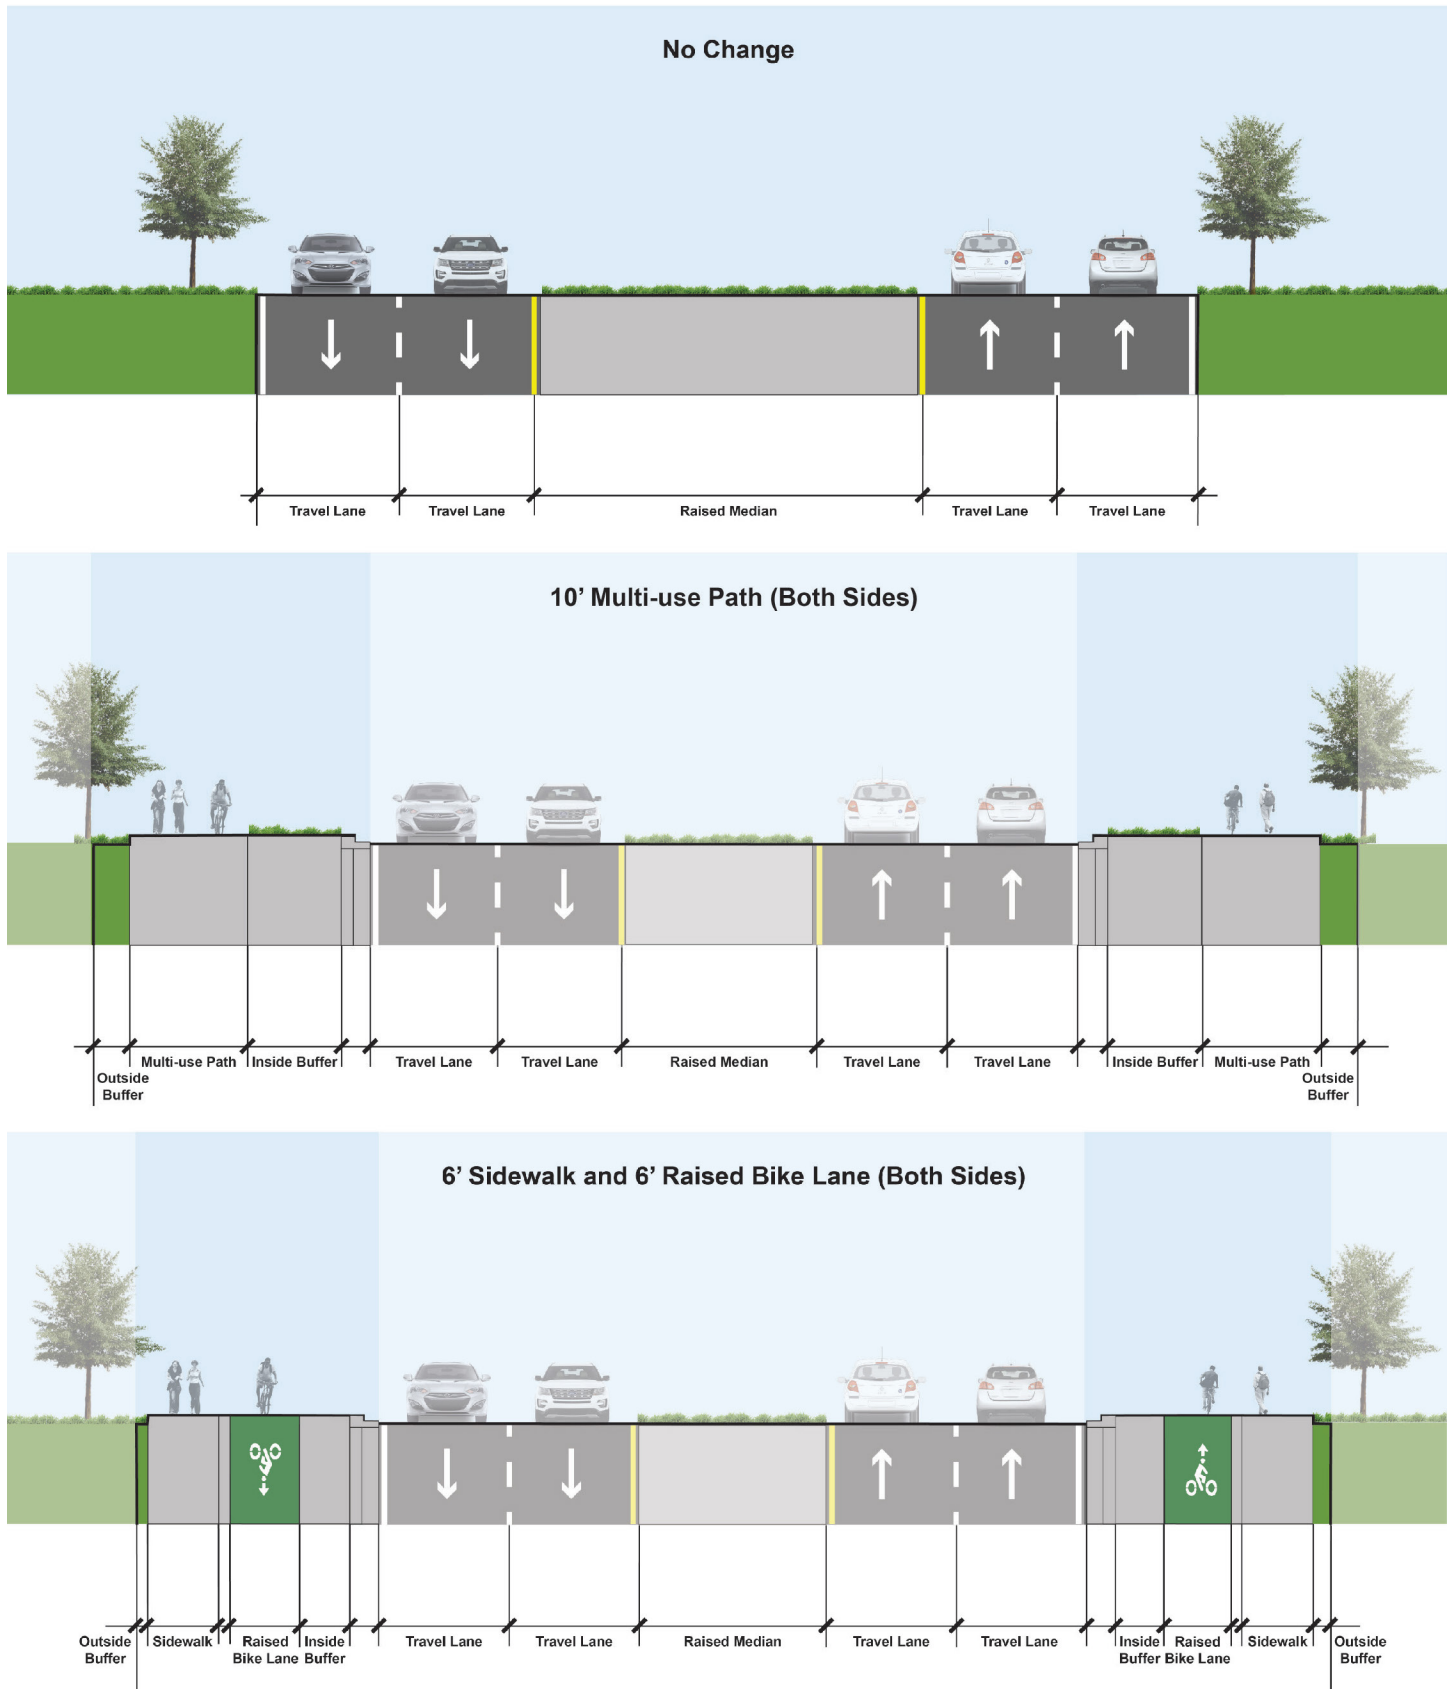 No Change
Travel Lane Travel Lane Raised Median Travel Lane Travel Lane
10’ Multi-use Path (Both Sides)
Multi-use Path Inside Buffer Travel Lane Travel Lane Raised Median Travel Lane Travel Lane Inside Buffer Multi-use Path
Outside Outside
Buffer Buffer
6’ Sidewalk and 6’ Raised Bike Lane (Both Sides)
Outside Sidewalk Raised Inside Travel Lane Travel Lane Raised Median Travel Lane Travel Lane Inside Raised Sidewalk Outside
Buffer Bike Lane Buffer Buffer Bike Lane Buffer